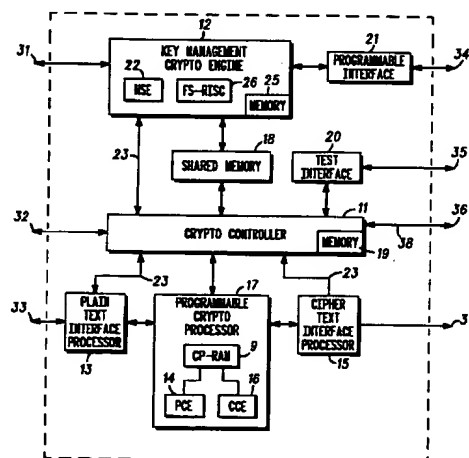 12
31
KEY MANAGEMENT
CRYPTO ENGINE
22
NSE
FS-RISC
26
25
MEMORY
21
PROGRAMMABLE
INTERFACE
34
23
18
SHARED MEMORY
20
TEST
INTERFACE
35
32
11
CRYPTO CONTROLLER
MEMORY
19
36
38
23
17
23
33
PLAIN
TEXT
INTERFACE
PROCESSOR
13
PROGRAMMABLE
CRYPTO
PROCESSOR
CP-RAM
9
14
PCE
CCE
16
CIPHER
TEXT
INTERFACE
PROCESSOR
15
3